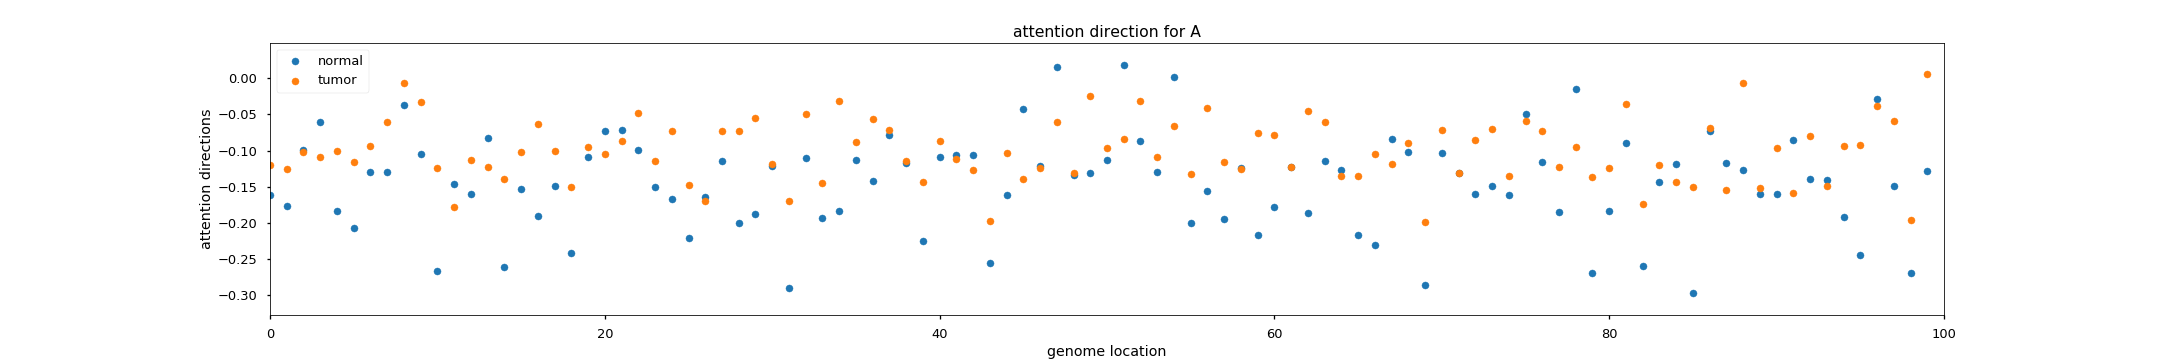 attention direction for A
normal
tumor
attention directions
0.00
−0.05
−0.10
−0.15
−0.20
−0.25
−0.30
0 20 40 60 80 100
genome location